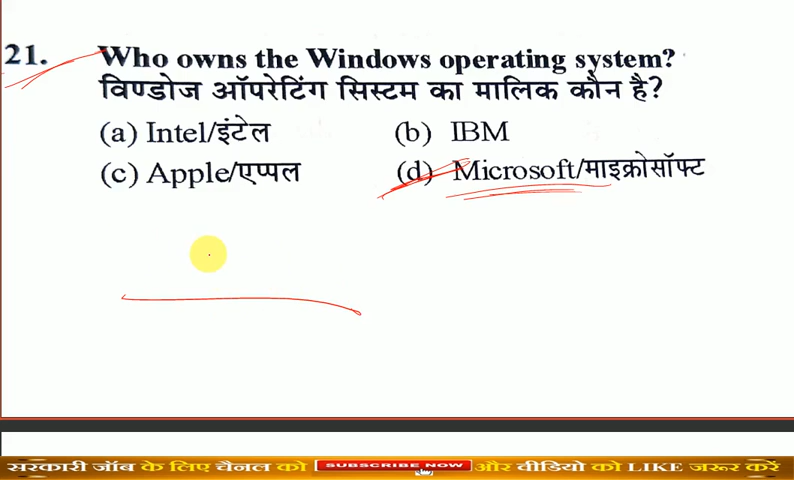 21. Who owns the Windows operating system?
विण्डोज ऑपरेटिंग सिस्टम का मालिक कौन है?
(a) Intel/इंटेल (b) IBM
(c) Apple/एप्पल (d) Microsoft/माइक्रोसॉफ्ट
सरकारी जॉब के लिए चैनल को SUBSCRIBE NOW और वीडियो को LIKE जरूर करें